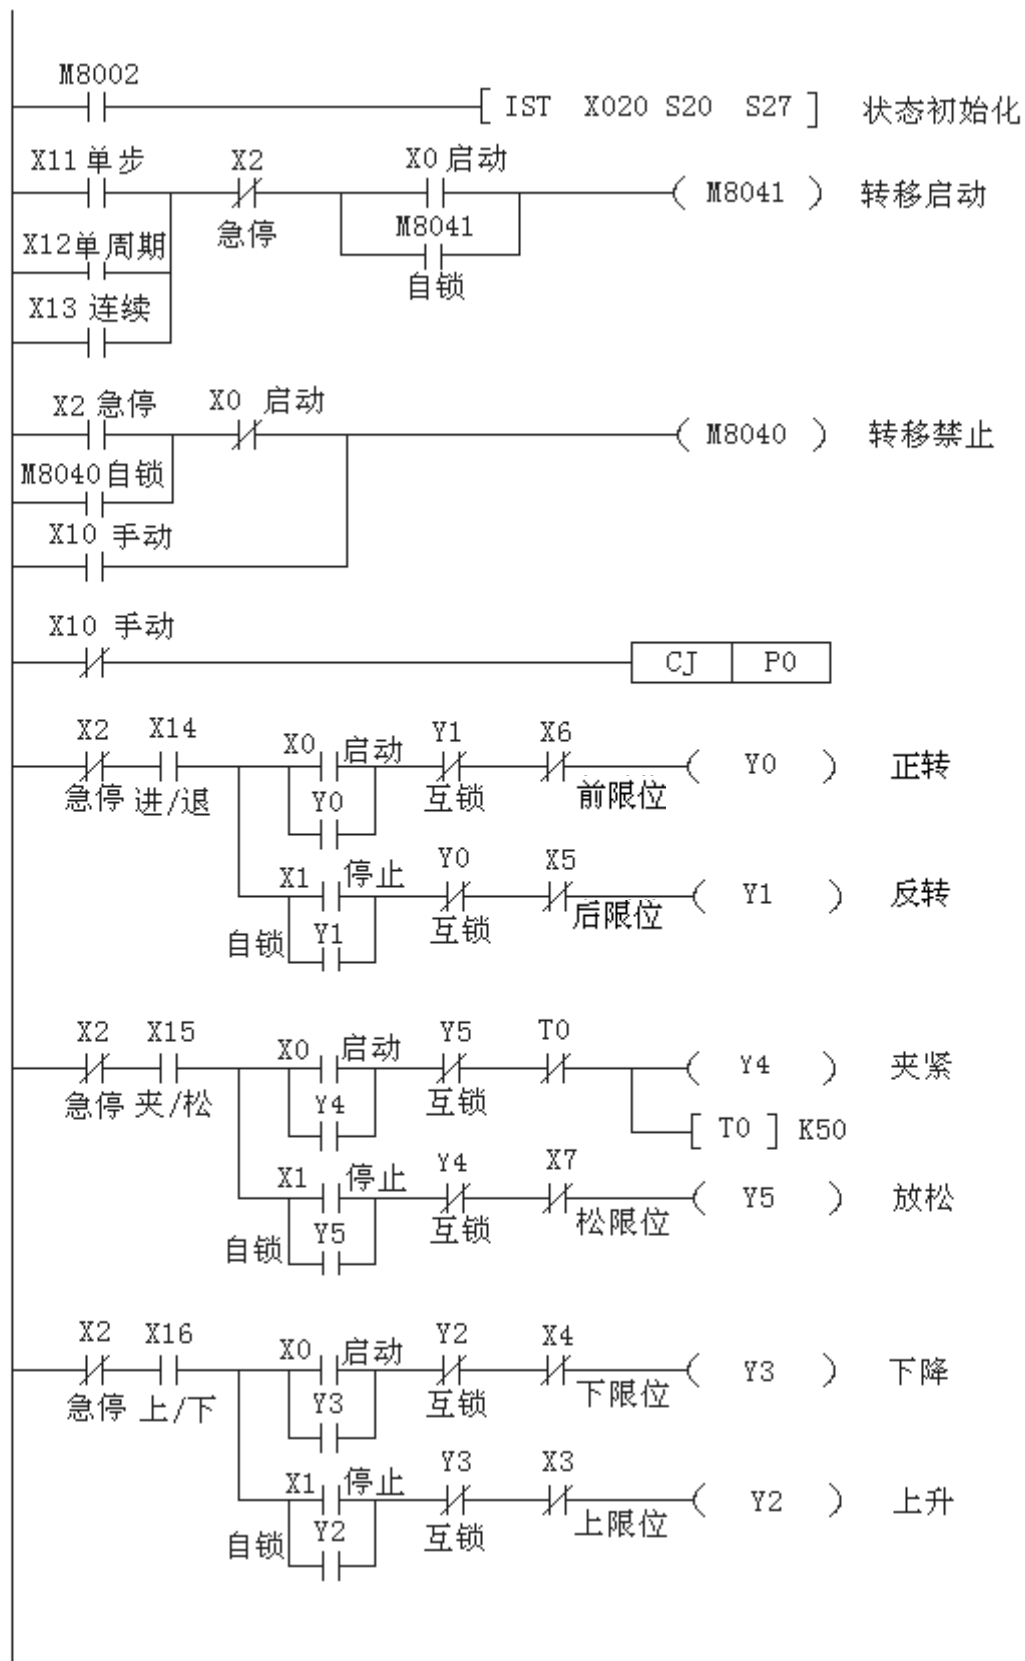 M8002
IST X020 S20 S27 状态初始化
X11 单步 X2 X0 启动
M8041 转移启动
急停 M8041
X12单周期
自锁
X13 连续
X2 急停 X0 启动
M8040 转移禁止
M8040自锁
X10 手动
X10 手动
CJ P0
X2 X14 X0 启动 Y1 X6
Y0 正转
急停 进/退 Y0 互锁 前限位
X1 停止 Y0 X5
Y1 反转
自锁 Y1 互锁 后限位
X2 X15 X0 启动 Y5 T0
Y4 夹紧
急停 夹/松 Y4 互锁
T0 K50
X1 停止 Y4 X7
Y5 放松
自锁 Y5 互锁 松限位
X2 X16 X0 启动 Y2 X4
Y3 下降
急停 上/下 Y3 互锁 下限位
X1 停止 Y3 X3
Y2 上升
自锁 Y2 互锁 上限位